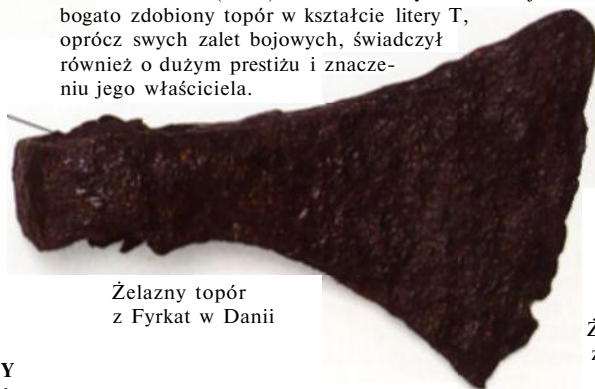 bogato zdobiony topór w kształcie litery T,
oprócz swych zalet bojowych, świadczył
również o dużym prestiżu i znacze-
niu jego właściciela.
Żelazny topór
z Fyrkat w Danii
Ż
z
Y